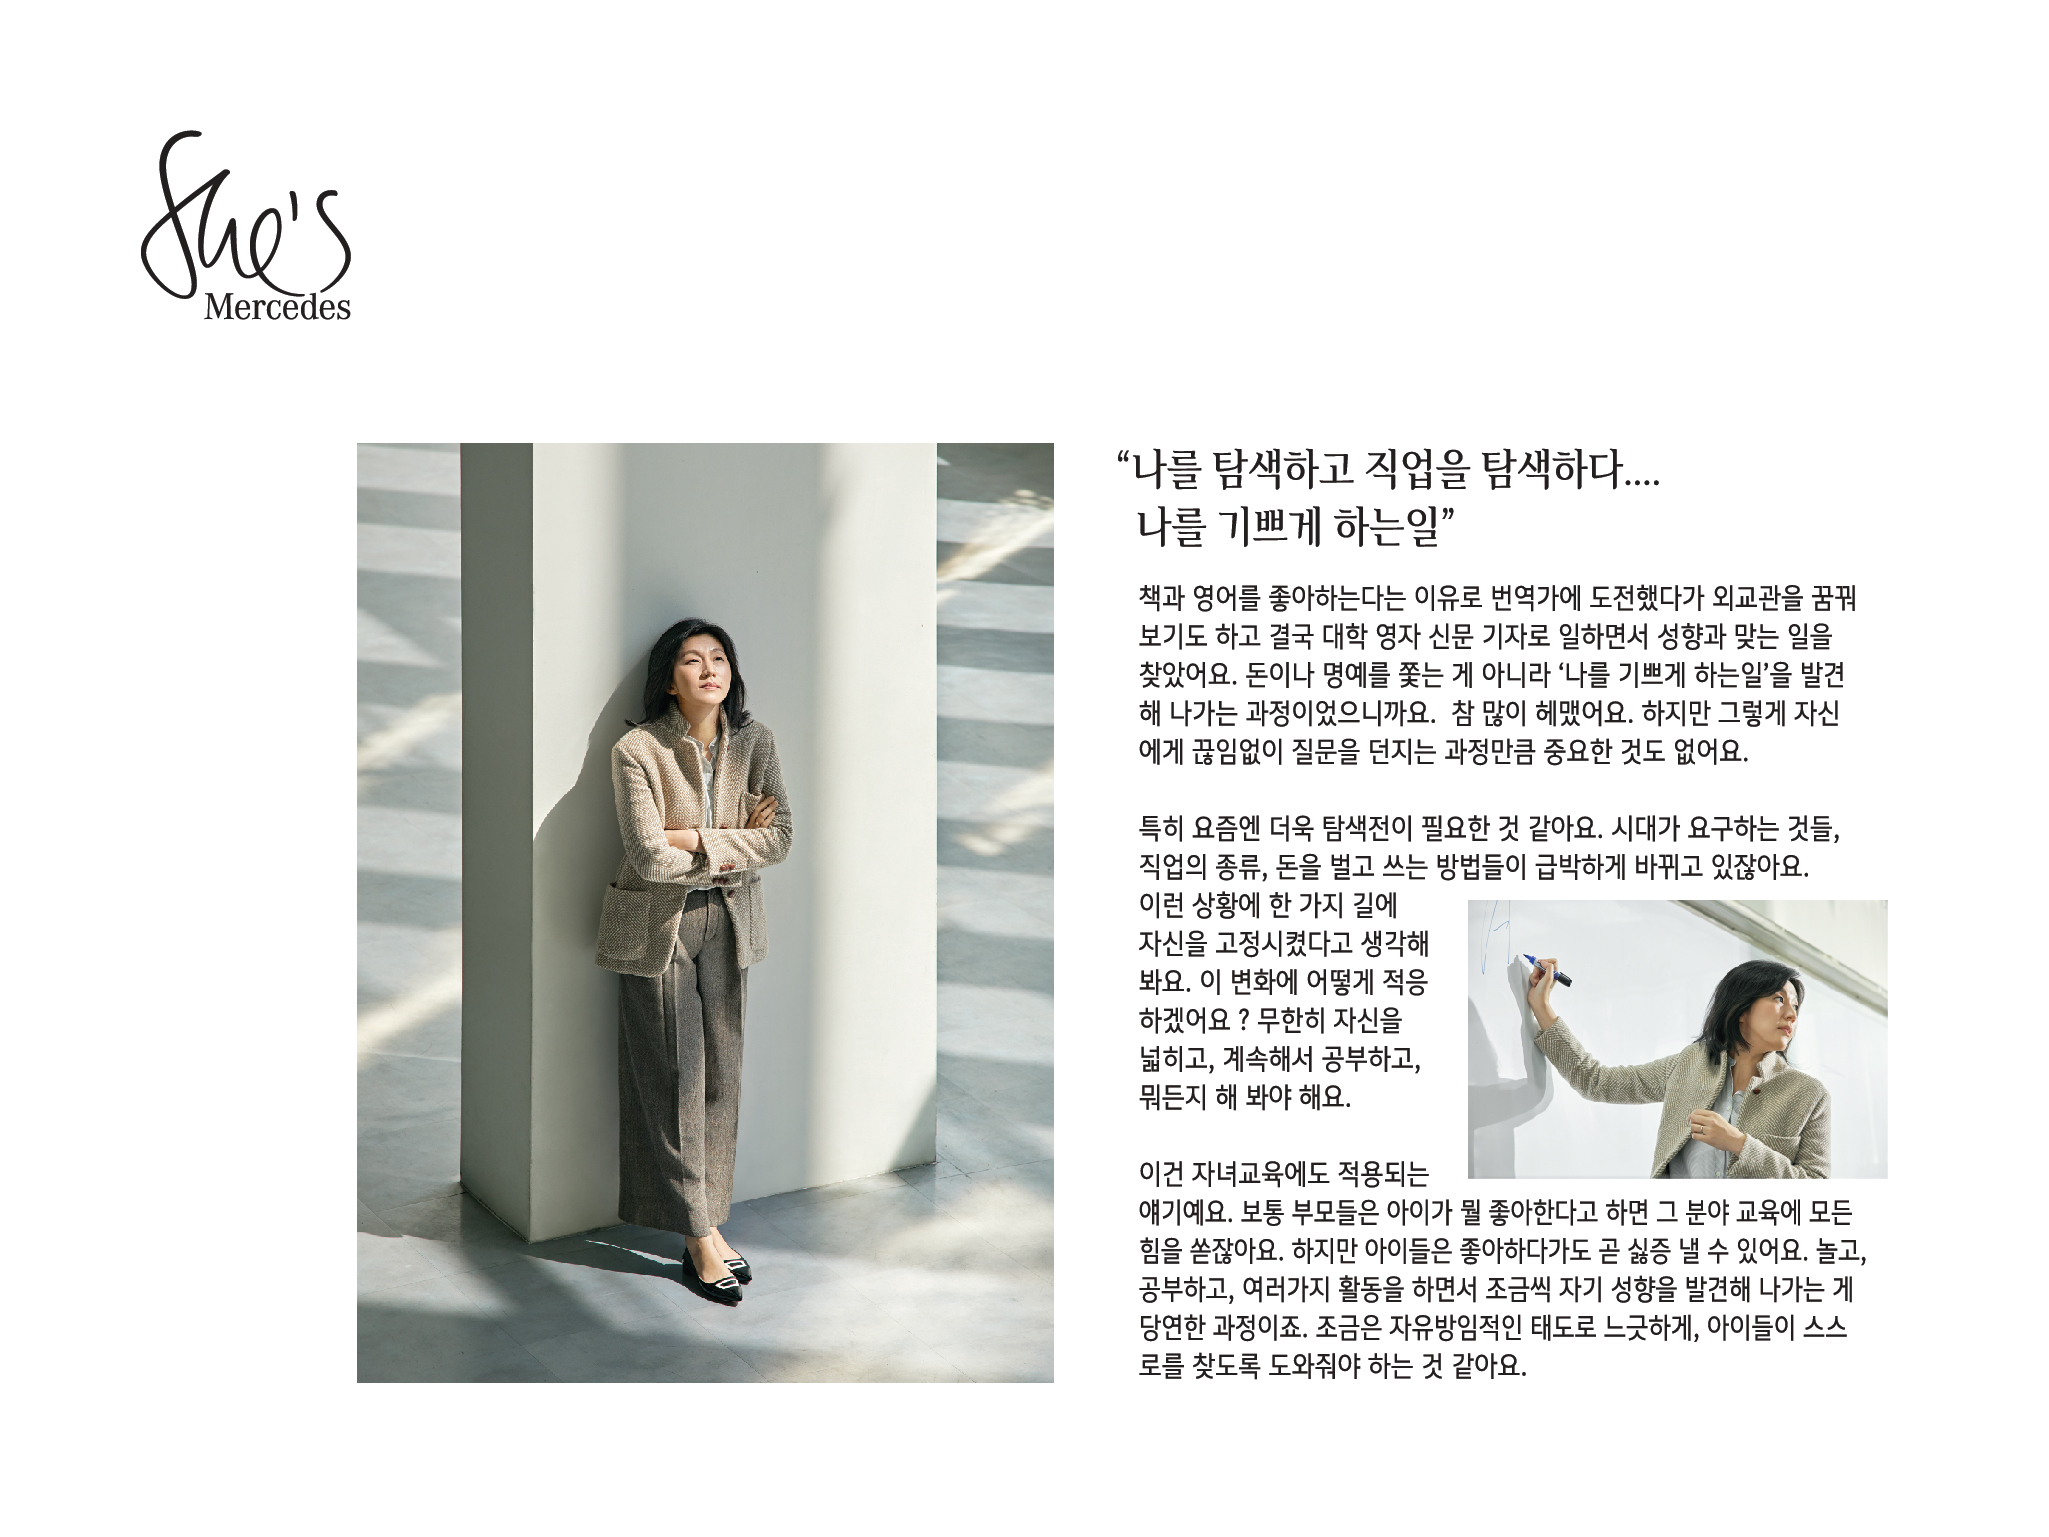 She's
Mercedes
“나를 탐색하고 직업을 탐색하다....
나를 기쁘게 하는일”
책과 영어를 좋아하는다는 이유로 번역가에 도전했다가 외교관을 꿈꿔
보기도 하고 결국 대학 영자 신문 기자로 일하면서 성향과 맞는 일을
찾았어요. 돈이나 명예를 쫓는 게 아니라 ‘나를 기쁘게 하는일’을 발견
해 나가는 과정이었으니까요.  참 많이 헤맸어요. 하지만 그렇게 자신
에게 끊임없이 질문을 던지는 과정만큼 중요한 것도 없어요.
특히 요즘엔 더욱 탐색전이 필요한 것 같아요. 시대가 요구하는 것들,
직업의 종류, 돈을 벌고 쓰는 방법들이 급박하게 바뀌고 있잖아요.
이런 상황에 한 가지 길에
자신을 고정시켰다고 생각해
봐요. 이 변화에 어떻게 적응
하겠어요 ? 무한히 자신을
넓히고, 계속해서 공부하고,
뭐든지 해 봐야 해요.
이건 자녀교육에도 적용되는
얘기예요. 보통 부모들은 아이가 뭘 좋아한다고 하면 그 분야 교육에 모든
힘을 쏟잖아요. 하지만 아이들은 좋아하다가도 곧 싫증 낼 수 있어요. 놀고,
공부하고, 여러가지 활동을 하면서 조금씩 자기 성향을 발견해 나가는 게
당연한 과정이죠. 조금은 자유방임적인 태도로 느긋하게, 아이들이 스스
로를 찾도록 도와줘야 하는 것 같아요.